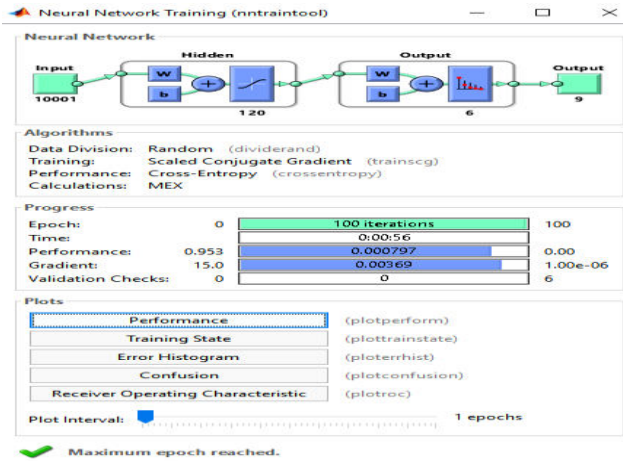 Neural Network Training (nntraintool)
Neural Network
Hidden
Output
Input
W
b
W
b
Output
10001
120
6
9
Algorithms
Data Division: Random (dividerand)
Training: Scaled Conjugate Gradient (trainscg)
Performance: Cross-Entropy (crossentropy)
Calculations: MEX
Progress
Epoch: 0 100 iterations 100
Time: 0:00:56
Performance: 0.953 0.000797 0.00
Gradient: 15.0 0.00369 1.00e-06
Validation Checks: 0 0 6
Plots
Performance (plotperform)
Training State (plottrainstate)
Error Histogram (ploterrhist)
Confusion (plotconfusion)
Receiver Operating Characteristic (plotroc)
Plot Interval: 1 epochs
Maximum epoch reached.